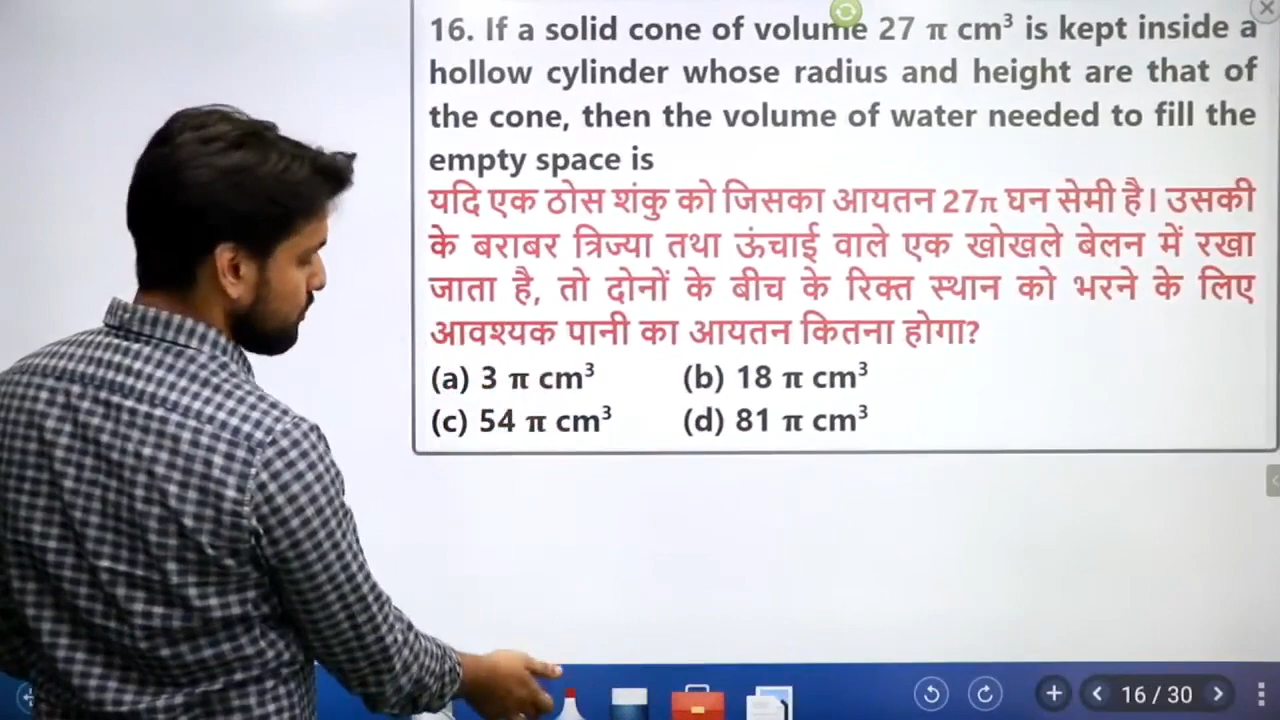 16. If a solid cone of volume 27 π cm³ is kept inside a
hollow cylinder whose radius and height are that of
the cone, then the volume of water needed to fill the
empty space is
यदि एक ठोस शंकु को जिसका आयतन 27π घन सेमी है। उसकी
के बराबर त्रिज्या तथा ऊंचाई वाले एक खोखले बेलन में रखा
जाता है, तो दोनों के बीच के रिक्त स्थान को भरने के लिए
आवश्यक पानी का आयतन कितना होगा?
(a) 3 π cm³ (b) 18 π cm³
(c) 54 π cm³ (d) 81 π cm³
16 / 30